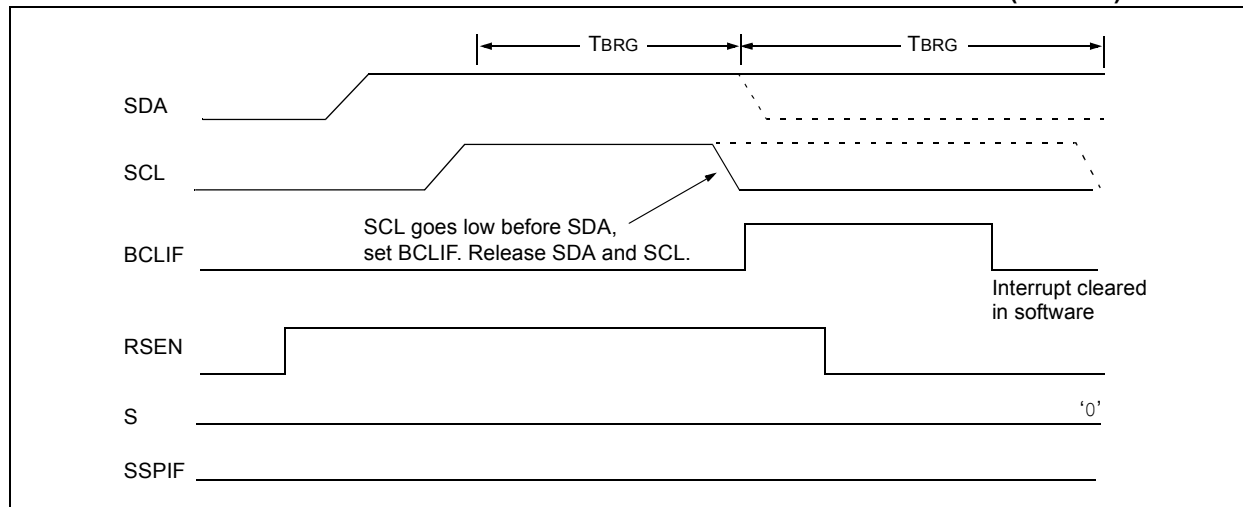 TBRG TBRG
SDA
SCL
SCL goes low before SDA,
set BCLIF. Release SDA and SCL.
BCLIF
Interrupt cleared
in software
RSEN
S
‘0’
SSPIF